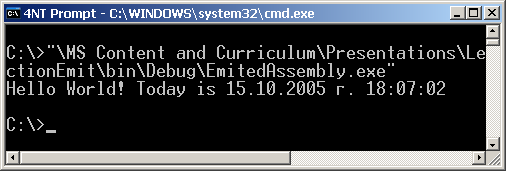 4NT Prompt - C:\WINDOWS\system32\cmd.exe
C:\>"\MS Content and Curriculum\Presentations\Le
ctionEmit\bin\Debug\EmitedAssembly.exe"
Hello World! Today is 15.10.2005 г. 18:07:02
C:\>_